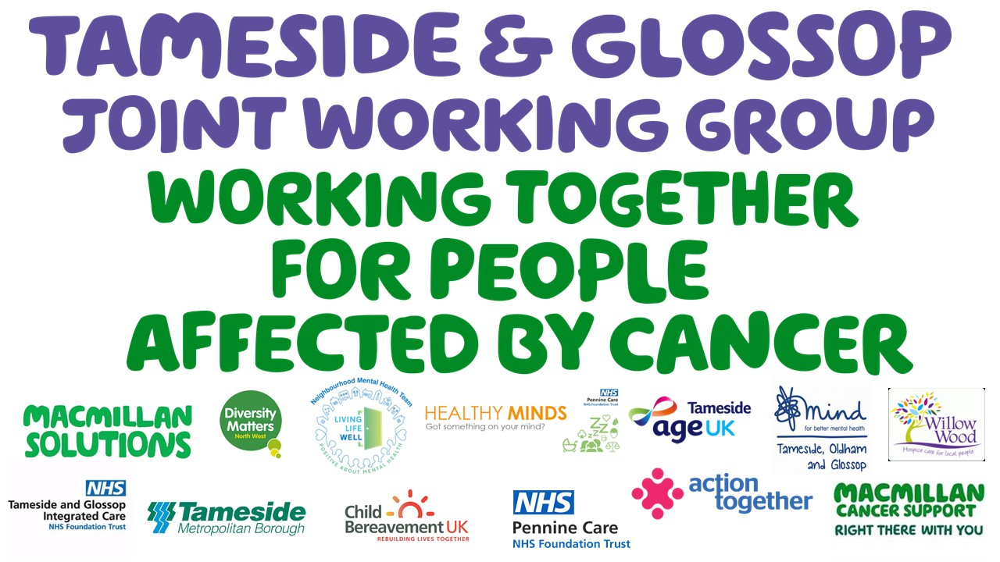 TAMESIDE & GLOSSOP
JOINT WORKING GROUP
WORKING TOGETHER
FOR PEOPLE
AFFECTED BY CANCER
MACMILLAN
SOLUTIONS
Diversity
Matters
North West
Neighbourhood Mental Health Team
LIVING
LIFE
WELL
POSITIVE ABOUT MENTAL HEALTH
HEALTHY MINDS
Got something on your mind?
NHS
Pennine Care
NHS Foundation Trust
Tameside
age UK
mind
for better mental health
Tameside, Oldham
and Glossop
Willow
Wood
Hospice care for local people
NHS
Tameside and Glossop
Integrated Care
NHS Foundation Trust
Tameside
Metropolitan Borough
Child
Bereavement UK
REBUILDING LIVES TOGETHER
NHS
Pennine Care
NHS Foundation Trust
action
together
MACMILLAN
CANCER SUPPORT
RIGHT THERE WITH YOU